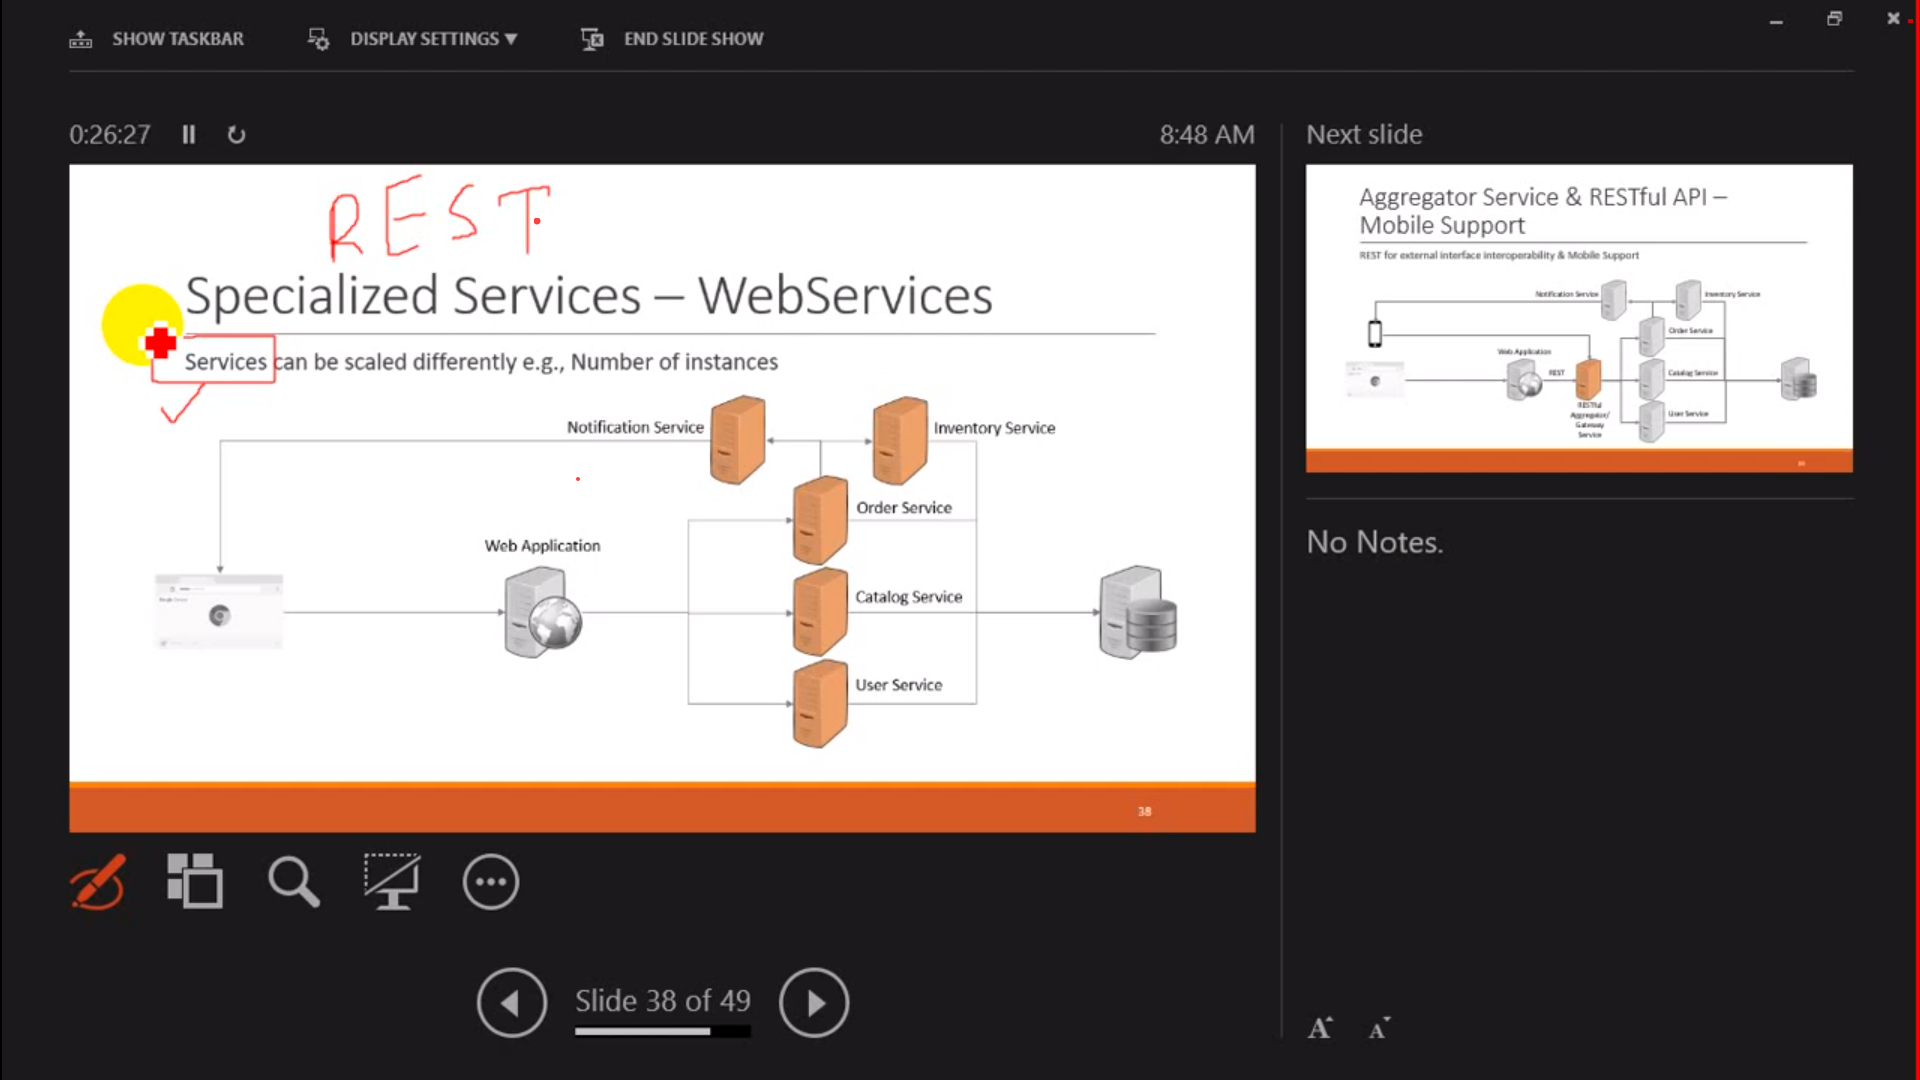 SHOW TASKBAR
DISPLAY SETTINGS
END SLIDE SHOW
0:26:27
8:48 AM
REST
Specialized Services – WebServices
Services can be scaled differently e.g., Number of instances
Notification Service
Inventory Service
Order Service
Web Application
Catalog Service
User Service
38
Slide 38 of 49
Next slide
Aggregator Service & RESTful API –
Mobile Support
REST for external interface interoperability & Mobile Support
Notification Service
Inventory Service
Order Service
Web Application
REST
Catalog Service
RESTful
Aggregator/
Gateway
Service
User Service
No Notes.
A A